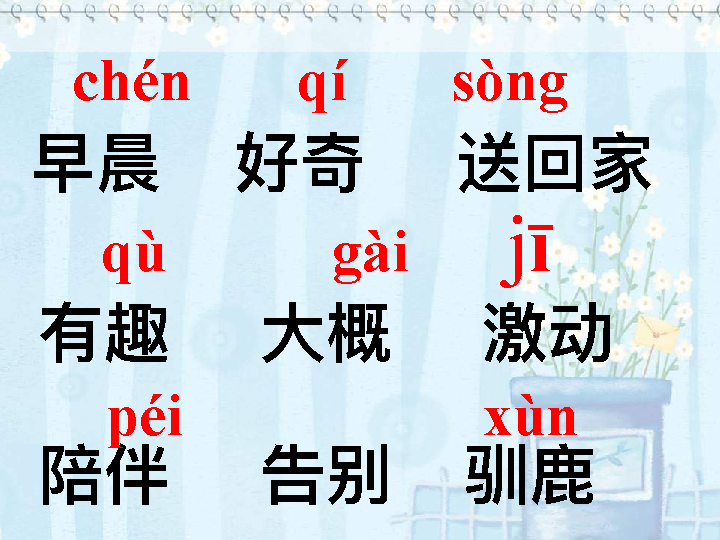 chén qí sòng
早晨 好奇 送回家
qù gài jī
有趣 大概 激动
péi xùn
陪伴 告别 驯鹿